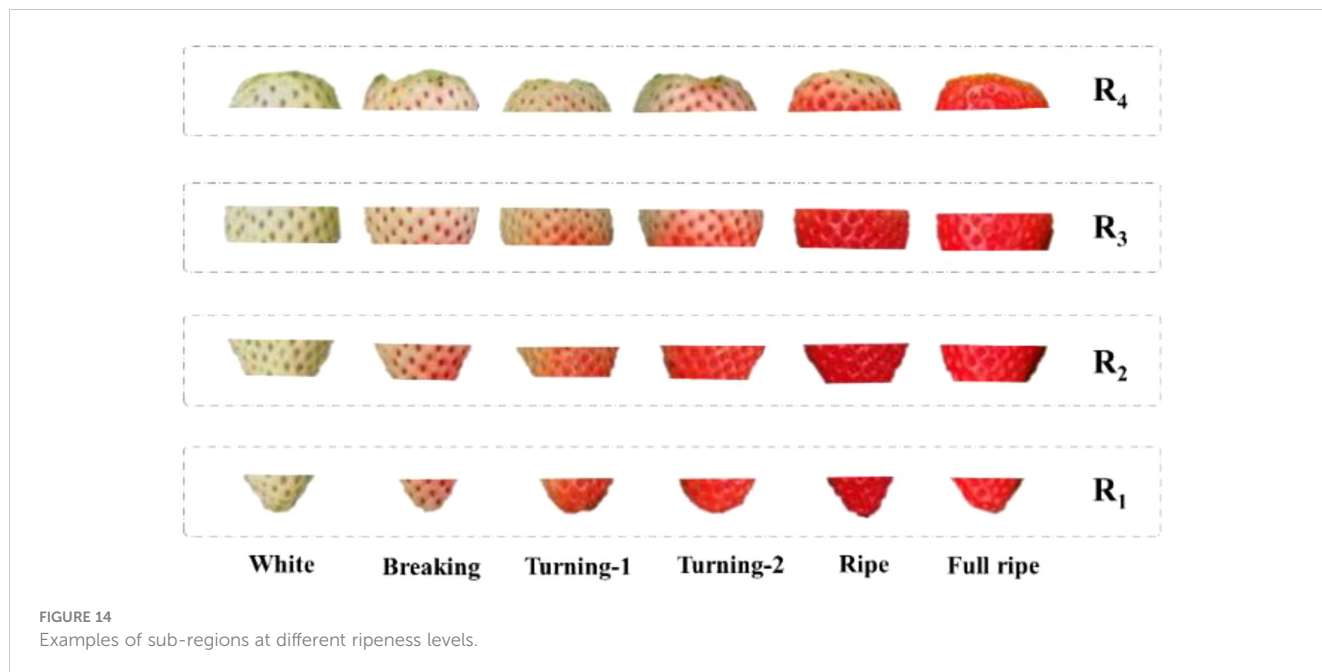 R₄
R₃
R₂
R₁
White Breaking Turning-1 Turning-2 Ripe Full ripe
FIGURE 14
Examples of sub-regions at different ripeness levels.